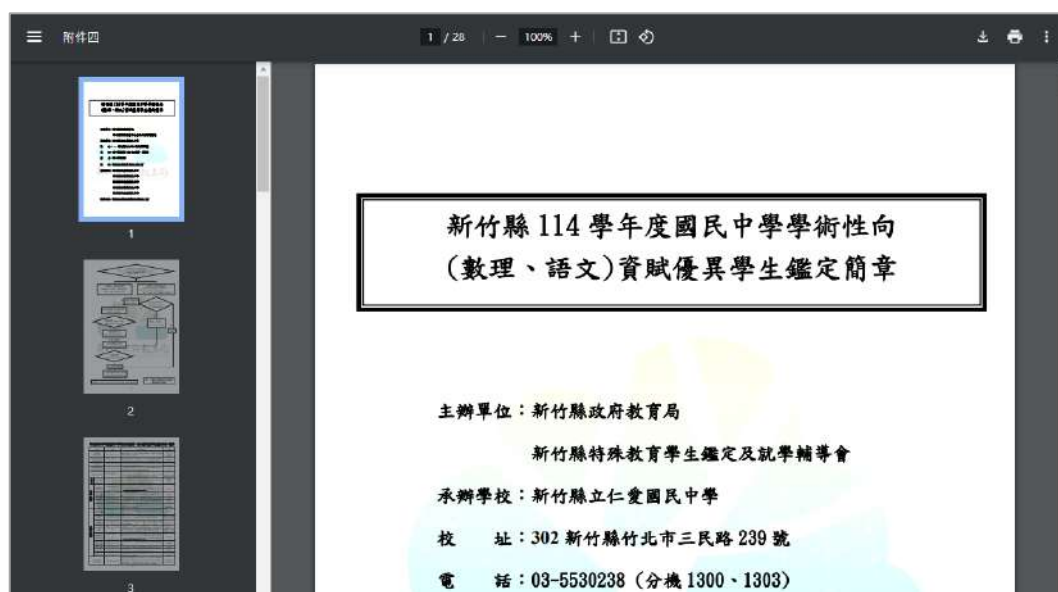 附件四
1 / 28
100%
1
2
3
新竹縣 114 學年度國民中學學術性向
(數理、語文)資賦優異學生鑑定簡章
主辦單位：新竹縣政府教育局
新竹縣特殊教育學生鑑定及就學輔導會
承辦學校：新竹縣立仁愛國民中學
校 址：302 新竹縣竹北市三民路 239 號
電 話：03-5530238（分機 1300、1303）